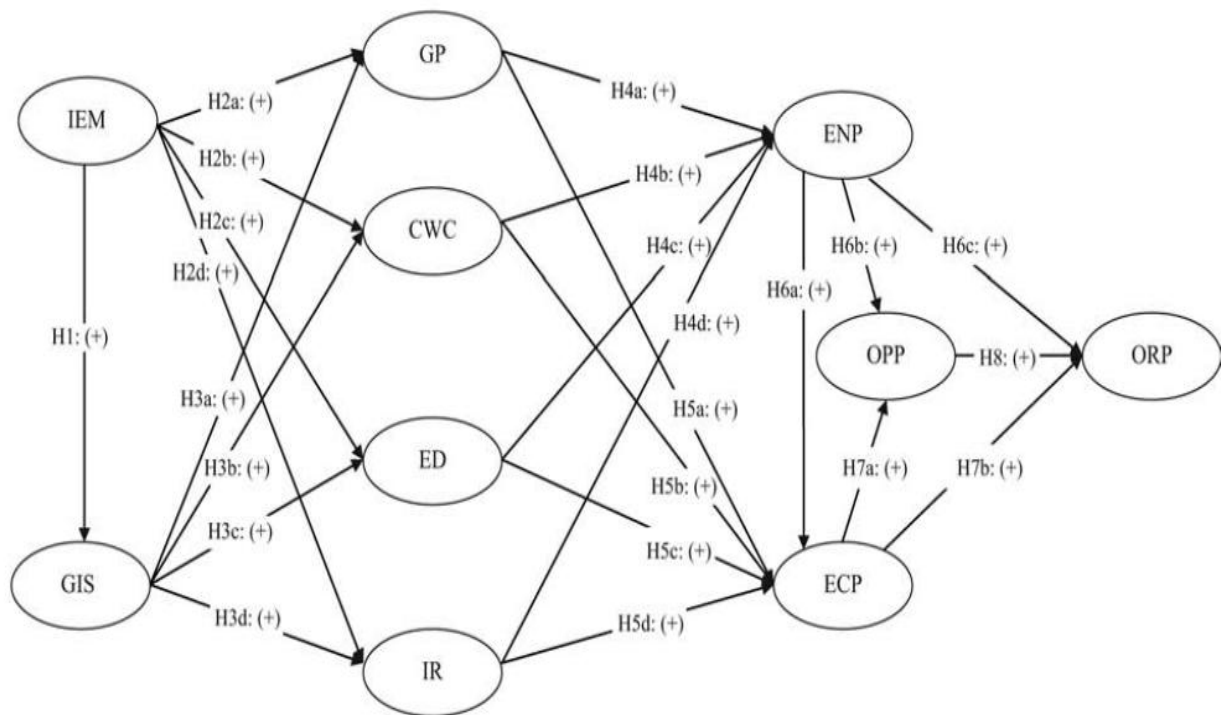 GP
H2a: (+)
H4a: (+)
IEM
ENP
H2b: (+)
H4b: (+)
H2c: (+)
CWC
H4c: (+)
H6b: (+)
H6c: (+)
H2d: (+)
H6a: (+)
H1: (+)
H4d: (+)
OPP
H8: (+)
ORP
H3a: (+)
H5a: (+)
H3b: (+)
ED
H7a: (+)
H7b: (+)
H5b: (+)
H3c: (+)
H5c: (+)
GIS
ECP
H3d: (+)
H5d: (+)
IR